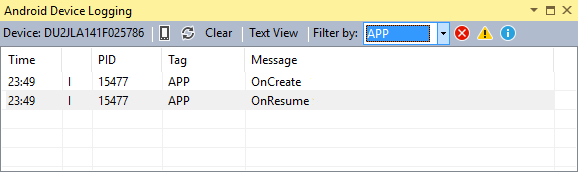 Android Device Logging
Device: DU2JLA141F025786 Clear Text View Filter by: APP
Time PID Tag Message
23:49 I 15477 APP OnCreate
23:49 I 15477 APP OnResume